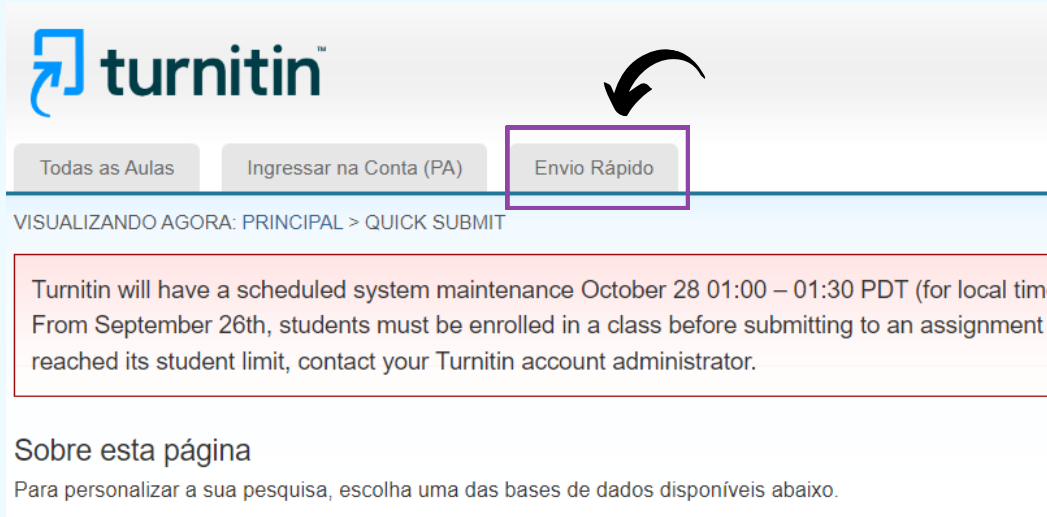 turnitin™
Todas as Aulas
Ingressar na Conta (PA)
Envio Rápido
VISUALIZANDO AGORA: PRINCIPAL > QUICK SUBMIT
Turnitin will have a scheduled system maintenance October 28 01:00 – 01:30 PDT (for local
From September 26th, students must be enrolled in a class before submitting to an assignment
reached its student limit, contact your Turnitin account administrator.
Sobre esta página
Para personalizar a sua pesquisa, escolha uma das bases de dados disponíveis abaixo.